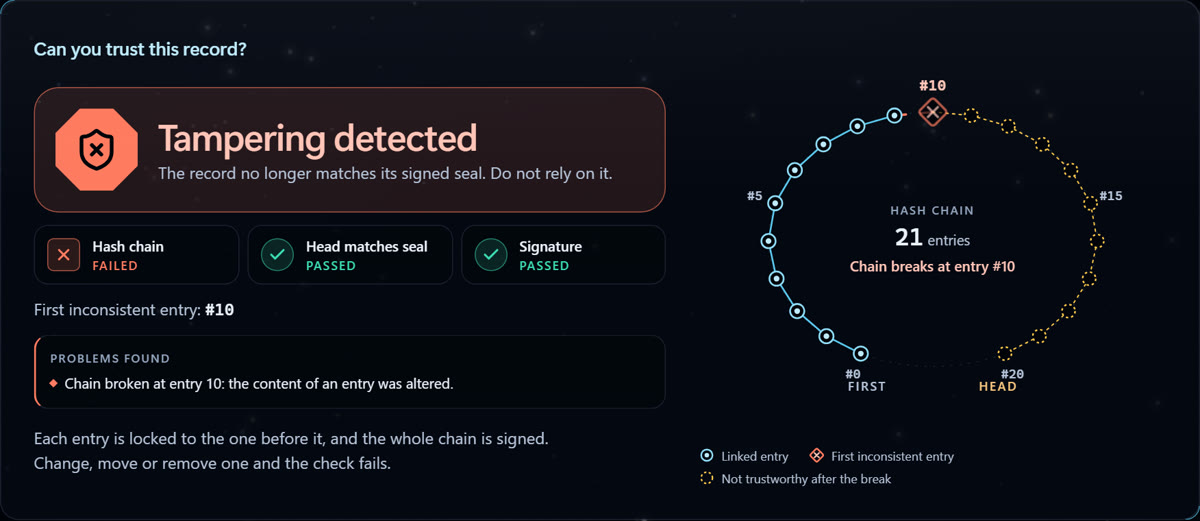 Can you trust this record?
Tampering detected
The record no longer matches its signed seal. Do not rely on it.
Hash chain
FAILED
Head matches seal
PASSED
Signature
PASSED
First inconsistent entry: #10
PROBLEMS FOUND
Chain broken at entry 10: the content of an entry was altered.
Each entry is locked to the one before it, and the whole chain is signed.
Change, move or remove one and the check fails.
#10
#5
#15
HASH CHAIN
21 entries
Chain breaks at entry #10
#0
FIRST
#20
HEAD
Linked entry
First inconsistent entry
Not trustworthy after the break